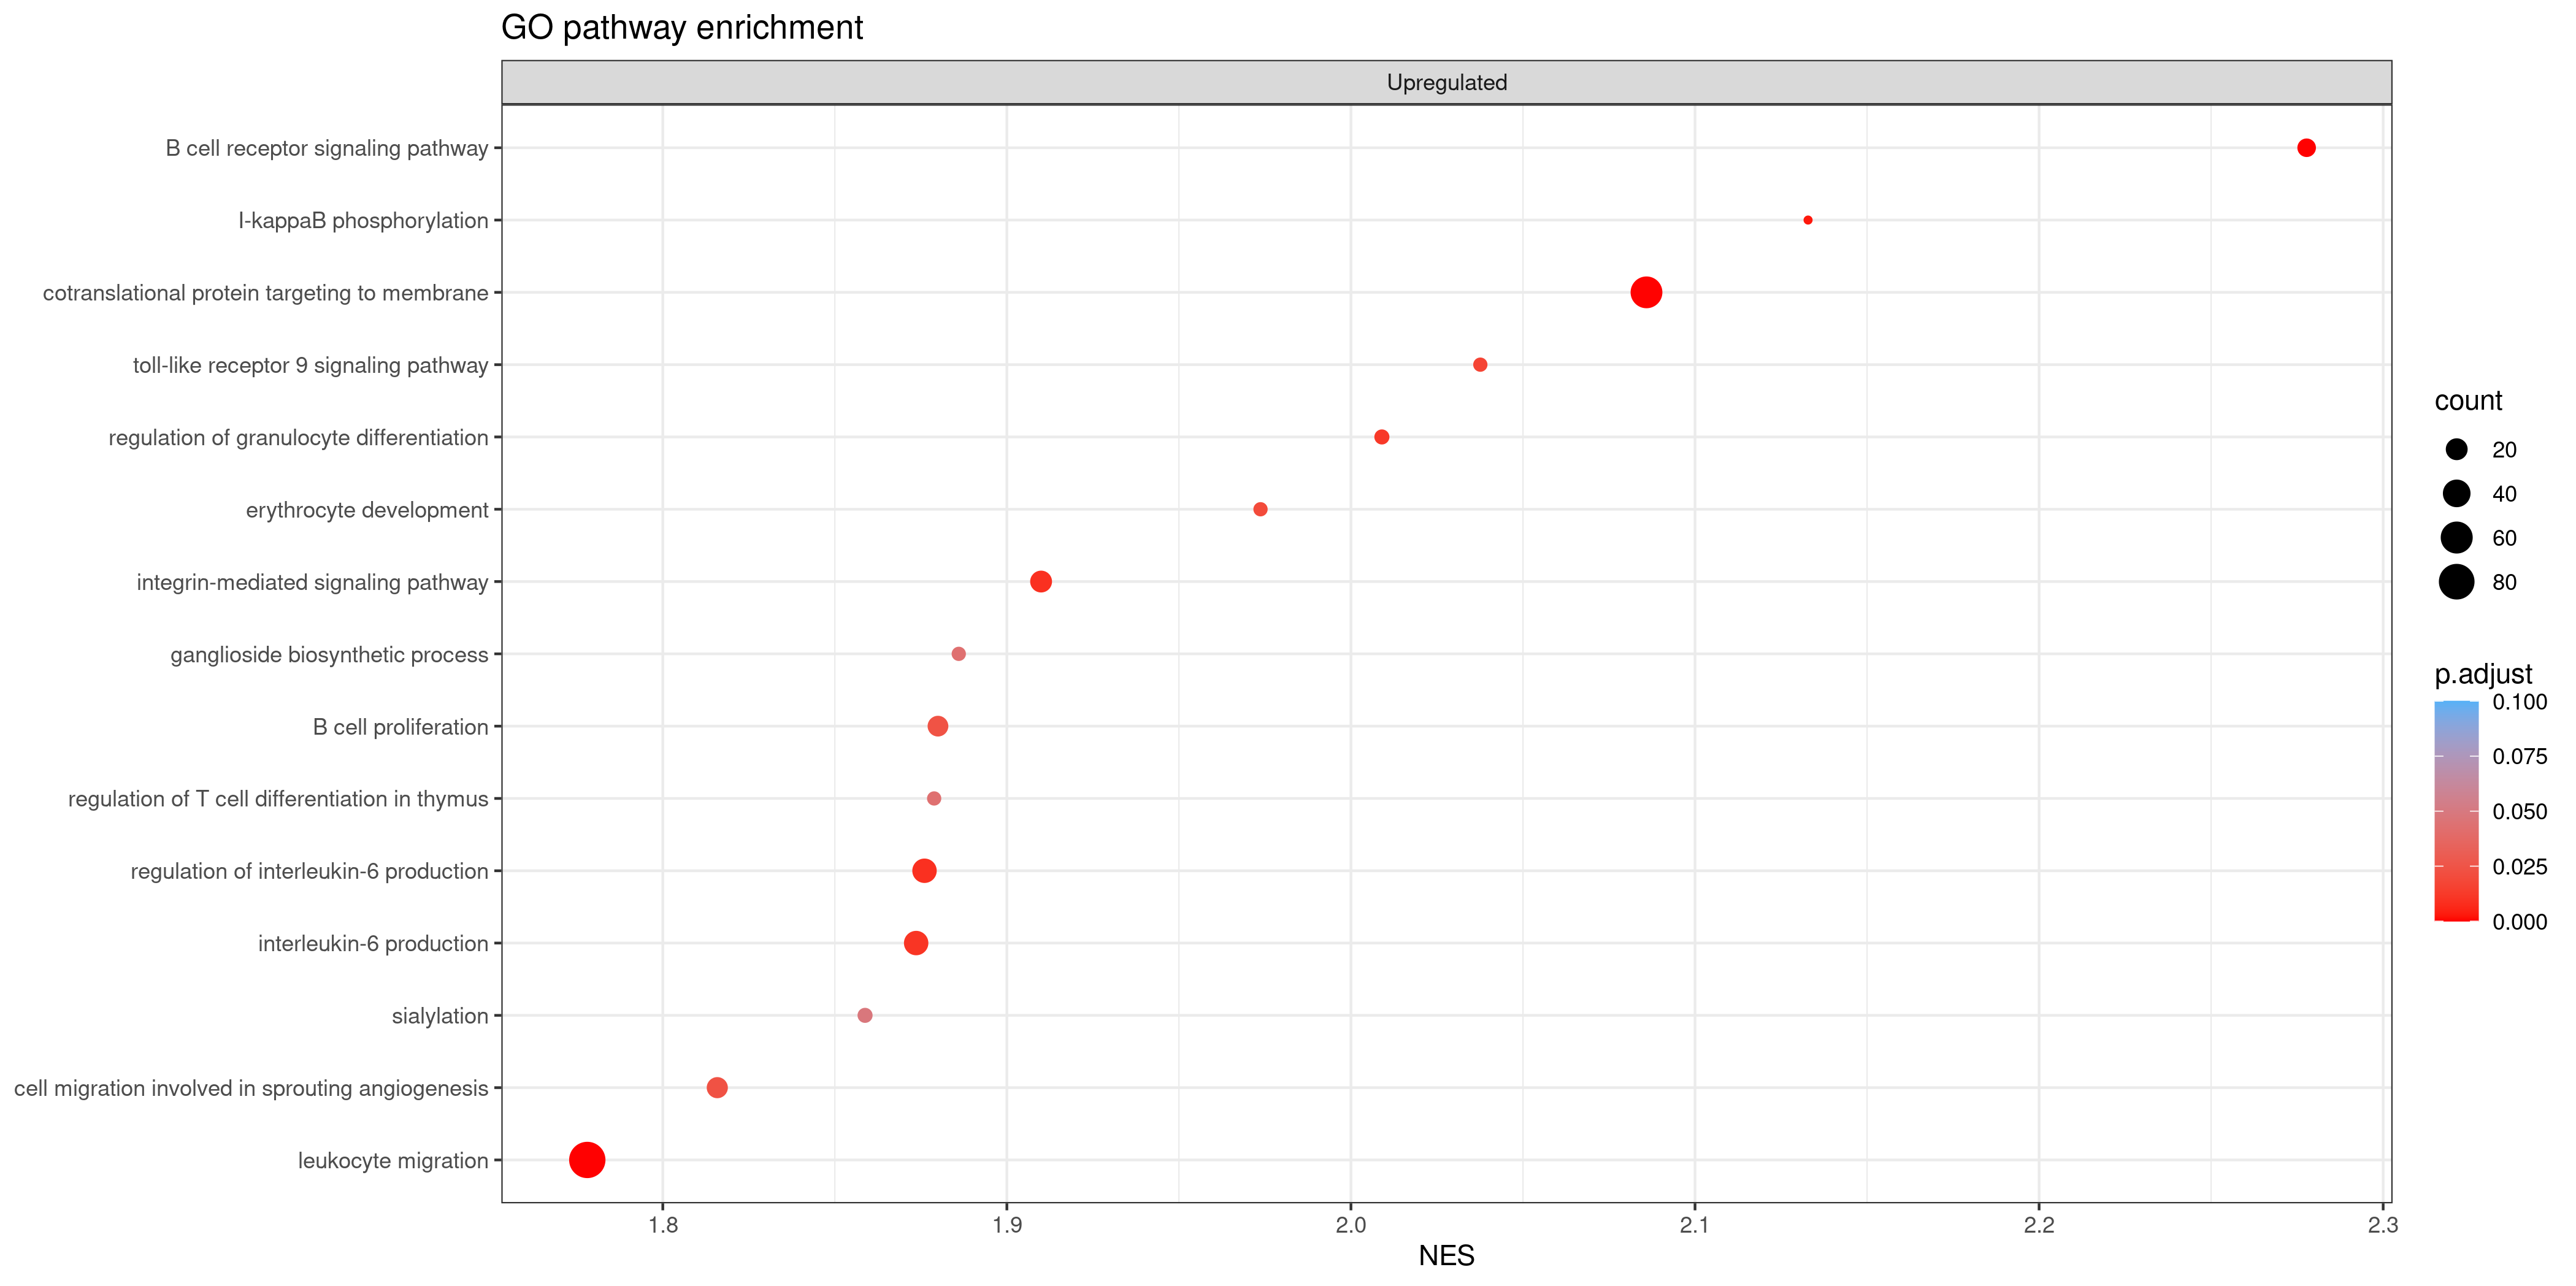 GO pathway enrichment
Upregulated
B cell receptor signaling pathway
I-kappaB phosphorylation
cotranslational protein targeting to membrane
toll-like receptor 9 signaling pathway
regulation of granulocyte differentiation
erythrocyte development
integrin-mediated signaling pathway
ganglioside biosynthetic process
B cell proliferation
regulation of T cell differentiation in thymus
regulation of interleukin-6 production
interleukin-6 production
sialylation
cell migration involved in sprouting angiogenesis
leukocyte migration
1.8 1.9 2.0 2.1 2.2 2.3
NES
count
20
40
60
80
p.adjust
0.100
0.075
0.050
0.025
0.000